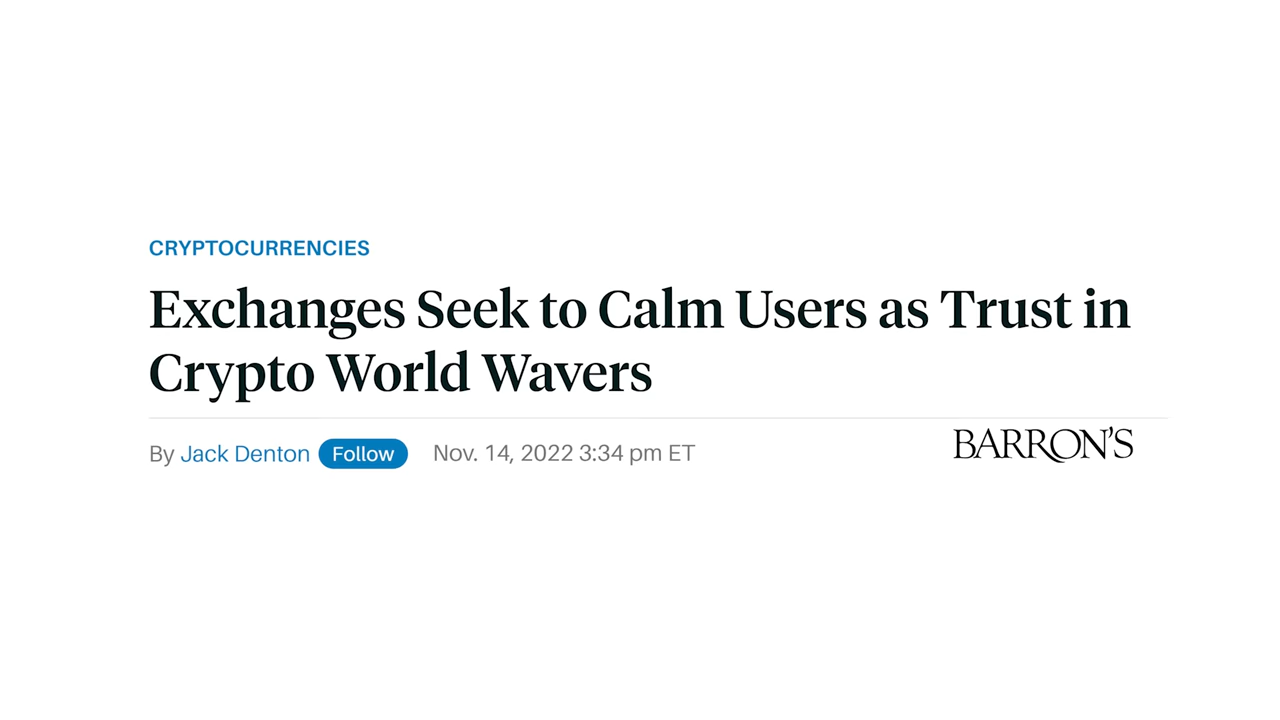 CRYPTOCURRENCIES
Exchanges Seek to Calm Users as Trust in
Crypto World Wavers
By Jack Denton Follow Nov. 14, 2022 3:34 pm ET
BARRON'S